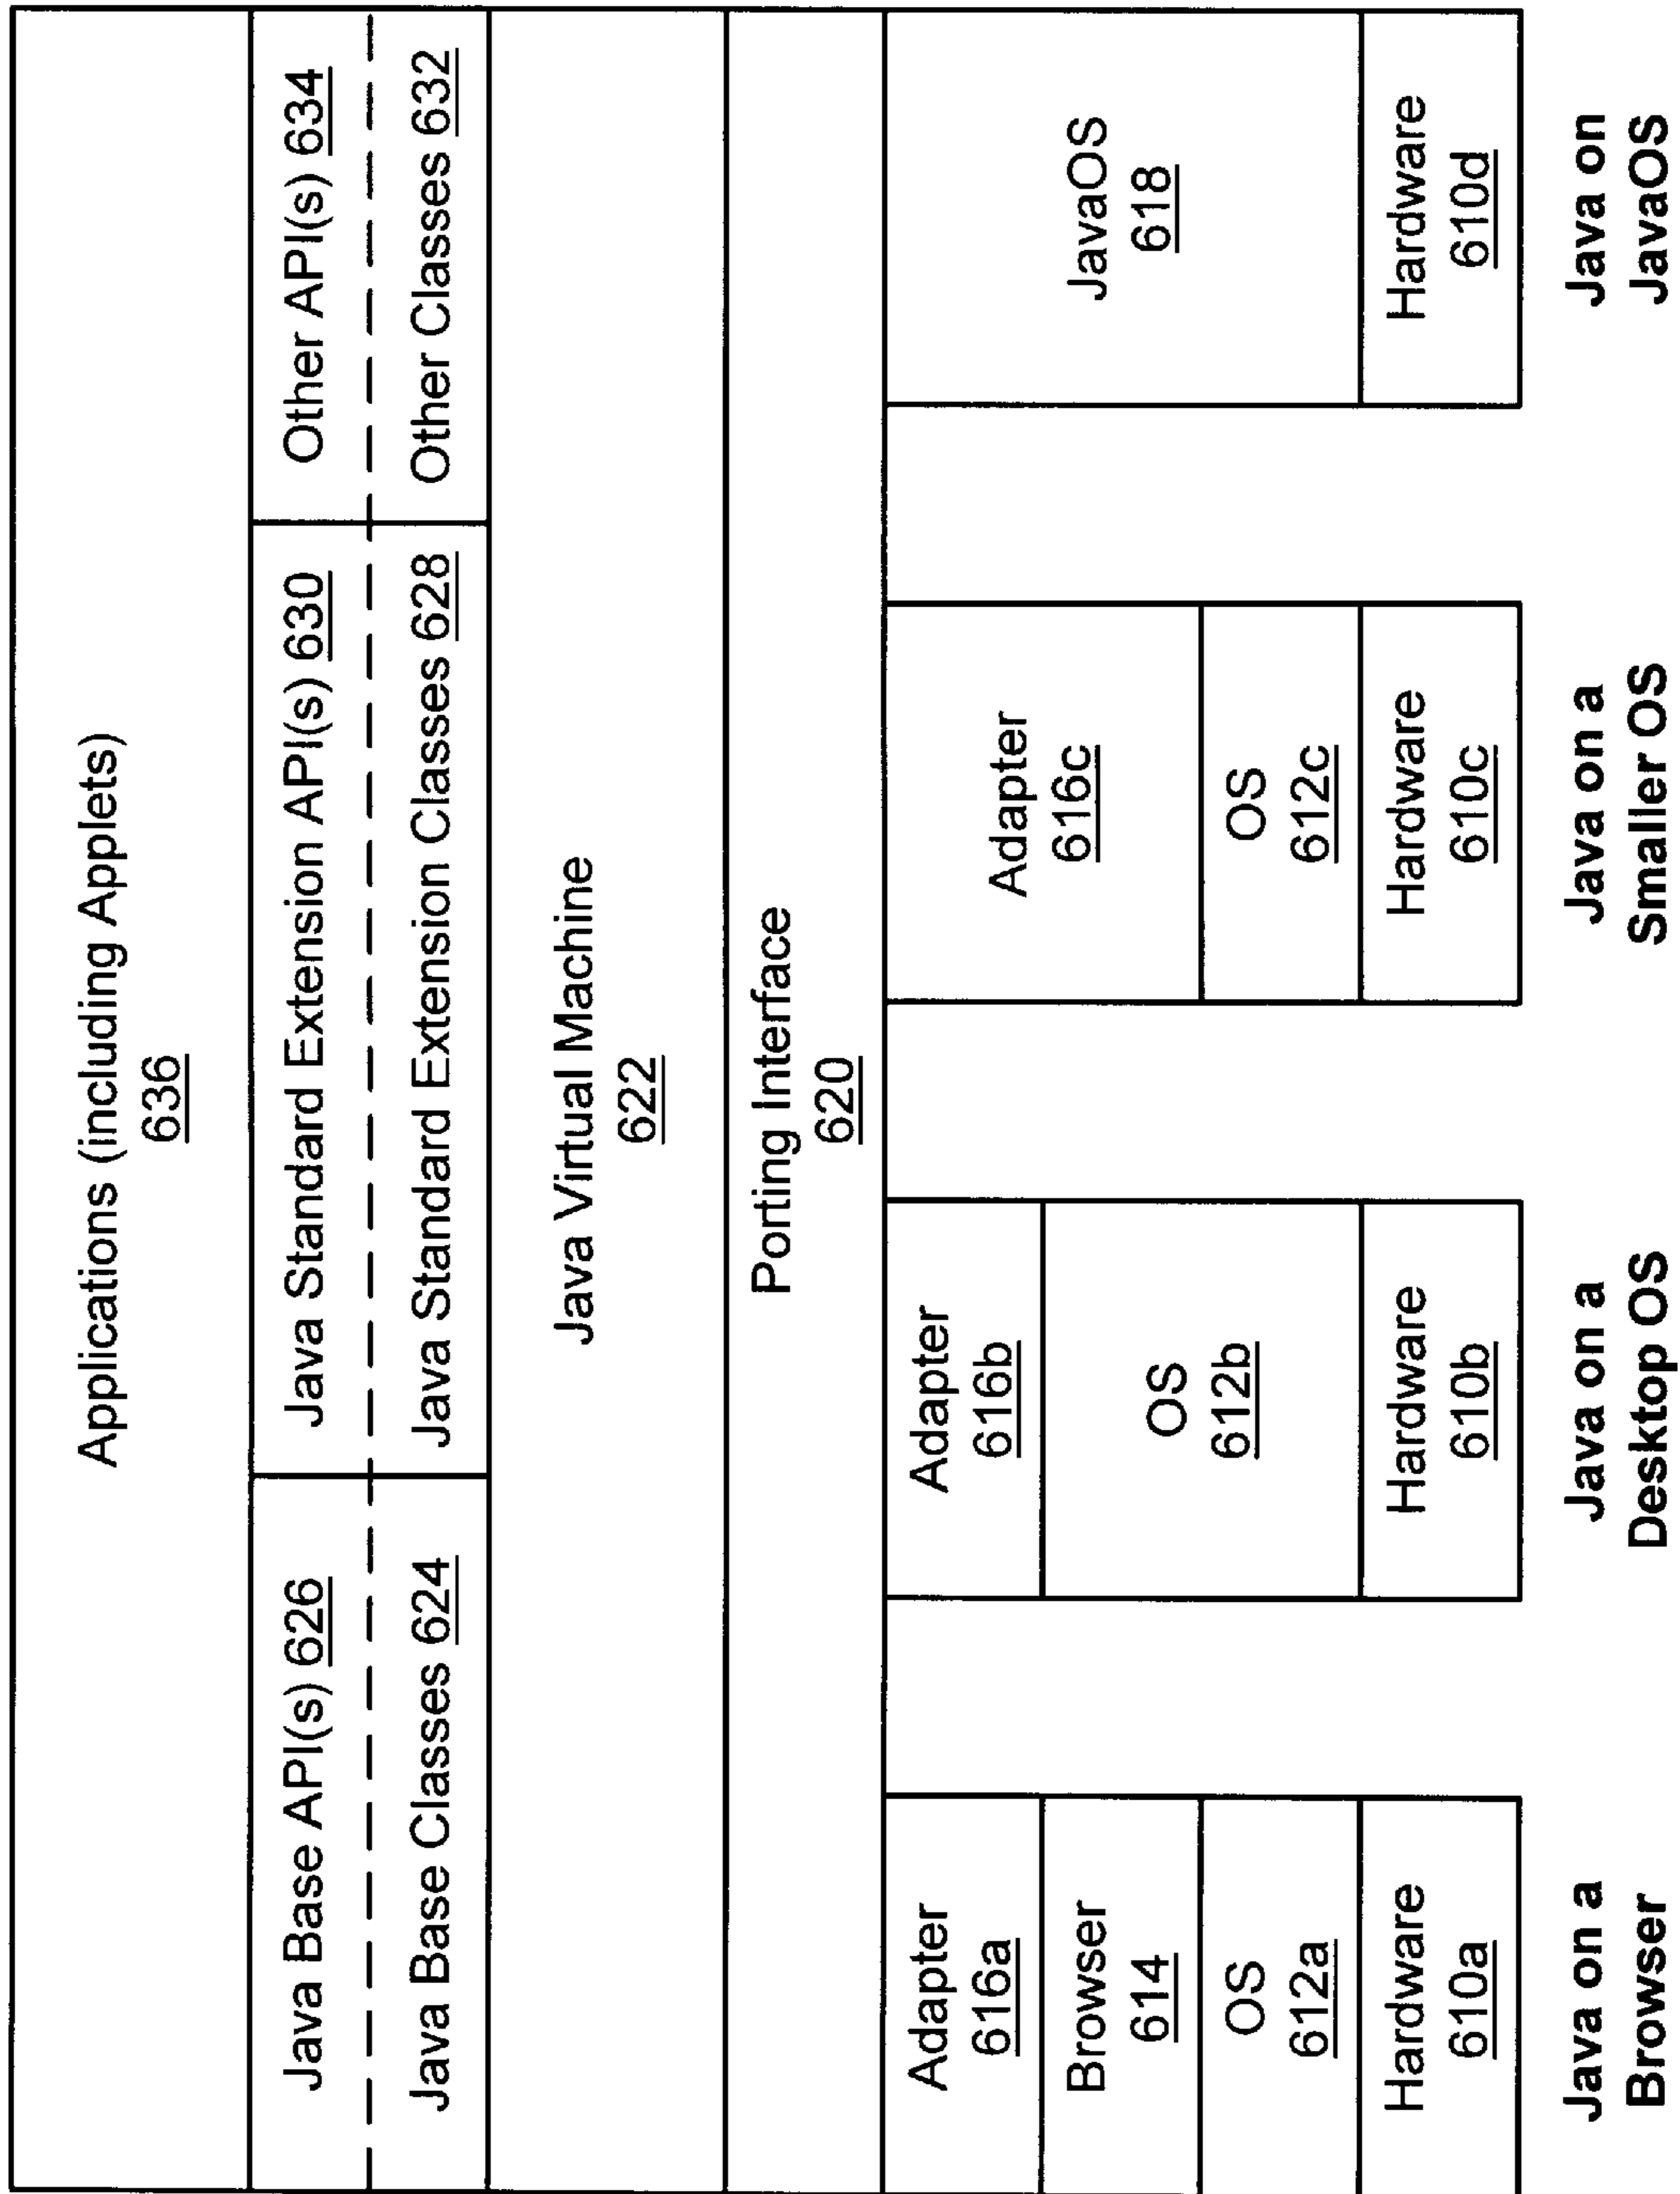 Applications (including Applets)
636
Java Base API(s) 626
Java Standard Extension API(s) 630
Other API(s) 634
Java Base Classes 624
Java Standard Extension Classes 628
Other Classes 632
Java Virtual Machine
622
Porting Interface
620
Adapter
616a
Browser
614
OS
612a
Hardware
610a
Java on a
Browser
Adapter
616b
OS
612b
Hardware
610b
Java on a
Desktop OS
Adapter
616c
OS
612c
Hardware
610c
Java on a
Smaller OS
JavaOS
618
Hardware
610d
Java on
JavaOS